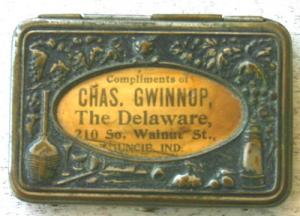 Compliments of
CHAS. GWINNOP,
The Delaware,
210 So. Walnut St.,
MUNCIE, IND.